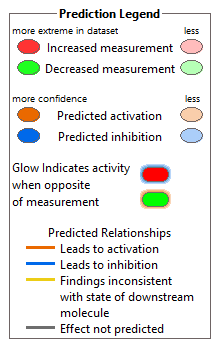 Prediction Legend
more extreme in dataset less
Increased measurement
Decreased measurement
more confidence less
Predicted activation
Predicted inhibition
Glow Indicates activity
when opposite
of measurement
Predicted Relationships
Leads to activation
Leads to inhibition
Findings inconsistent
with state of downstream
molecule
Effect not predicted